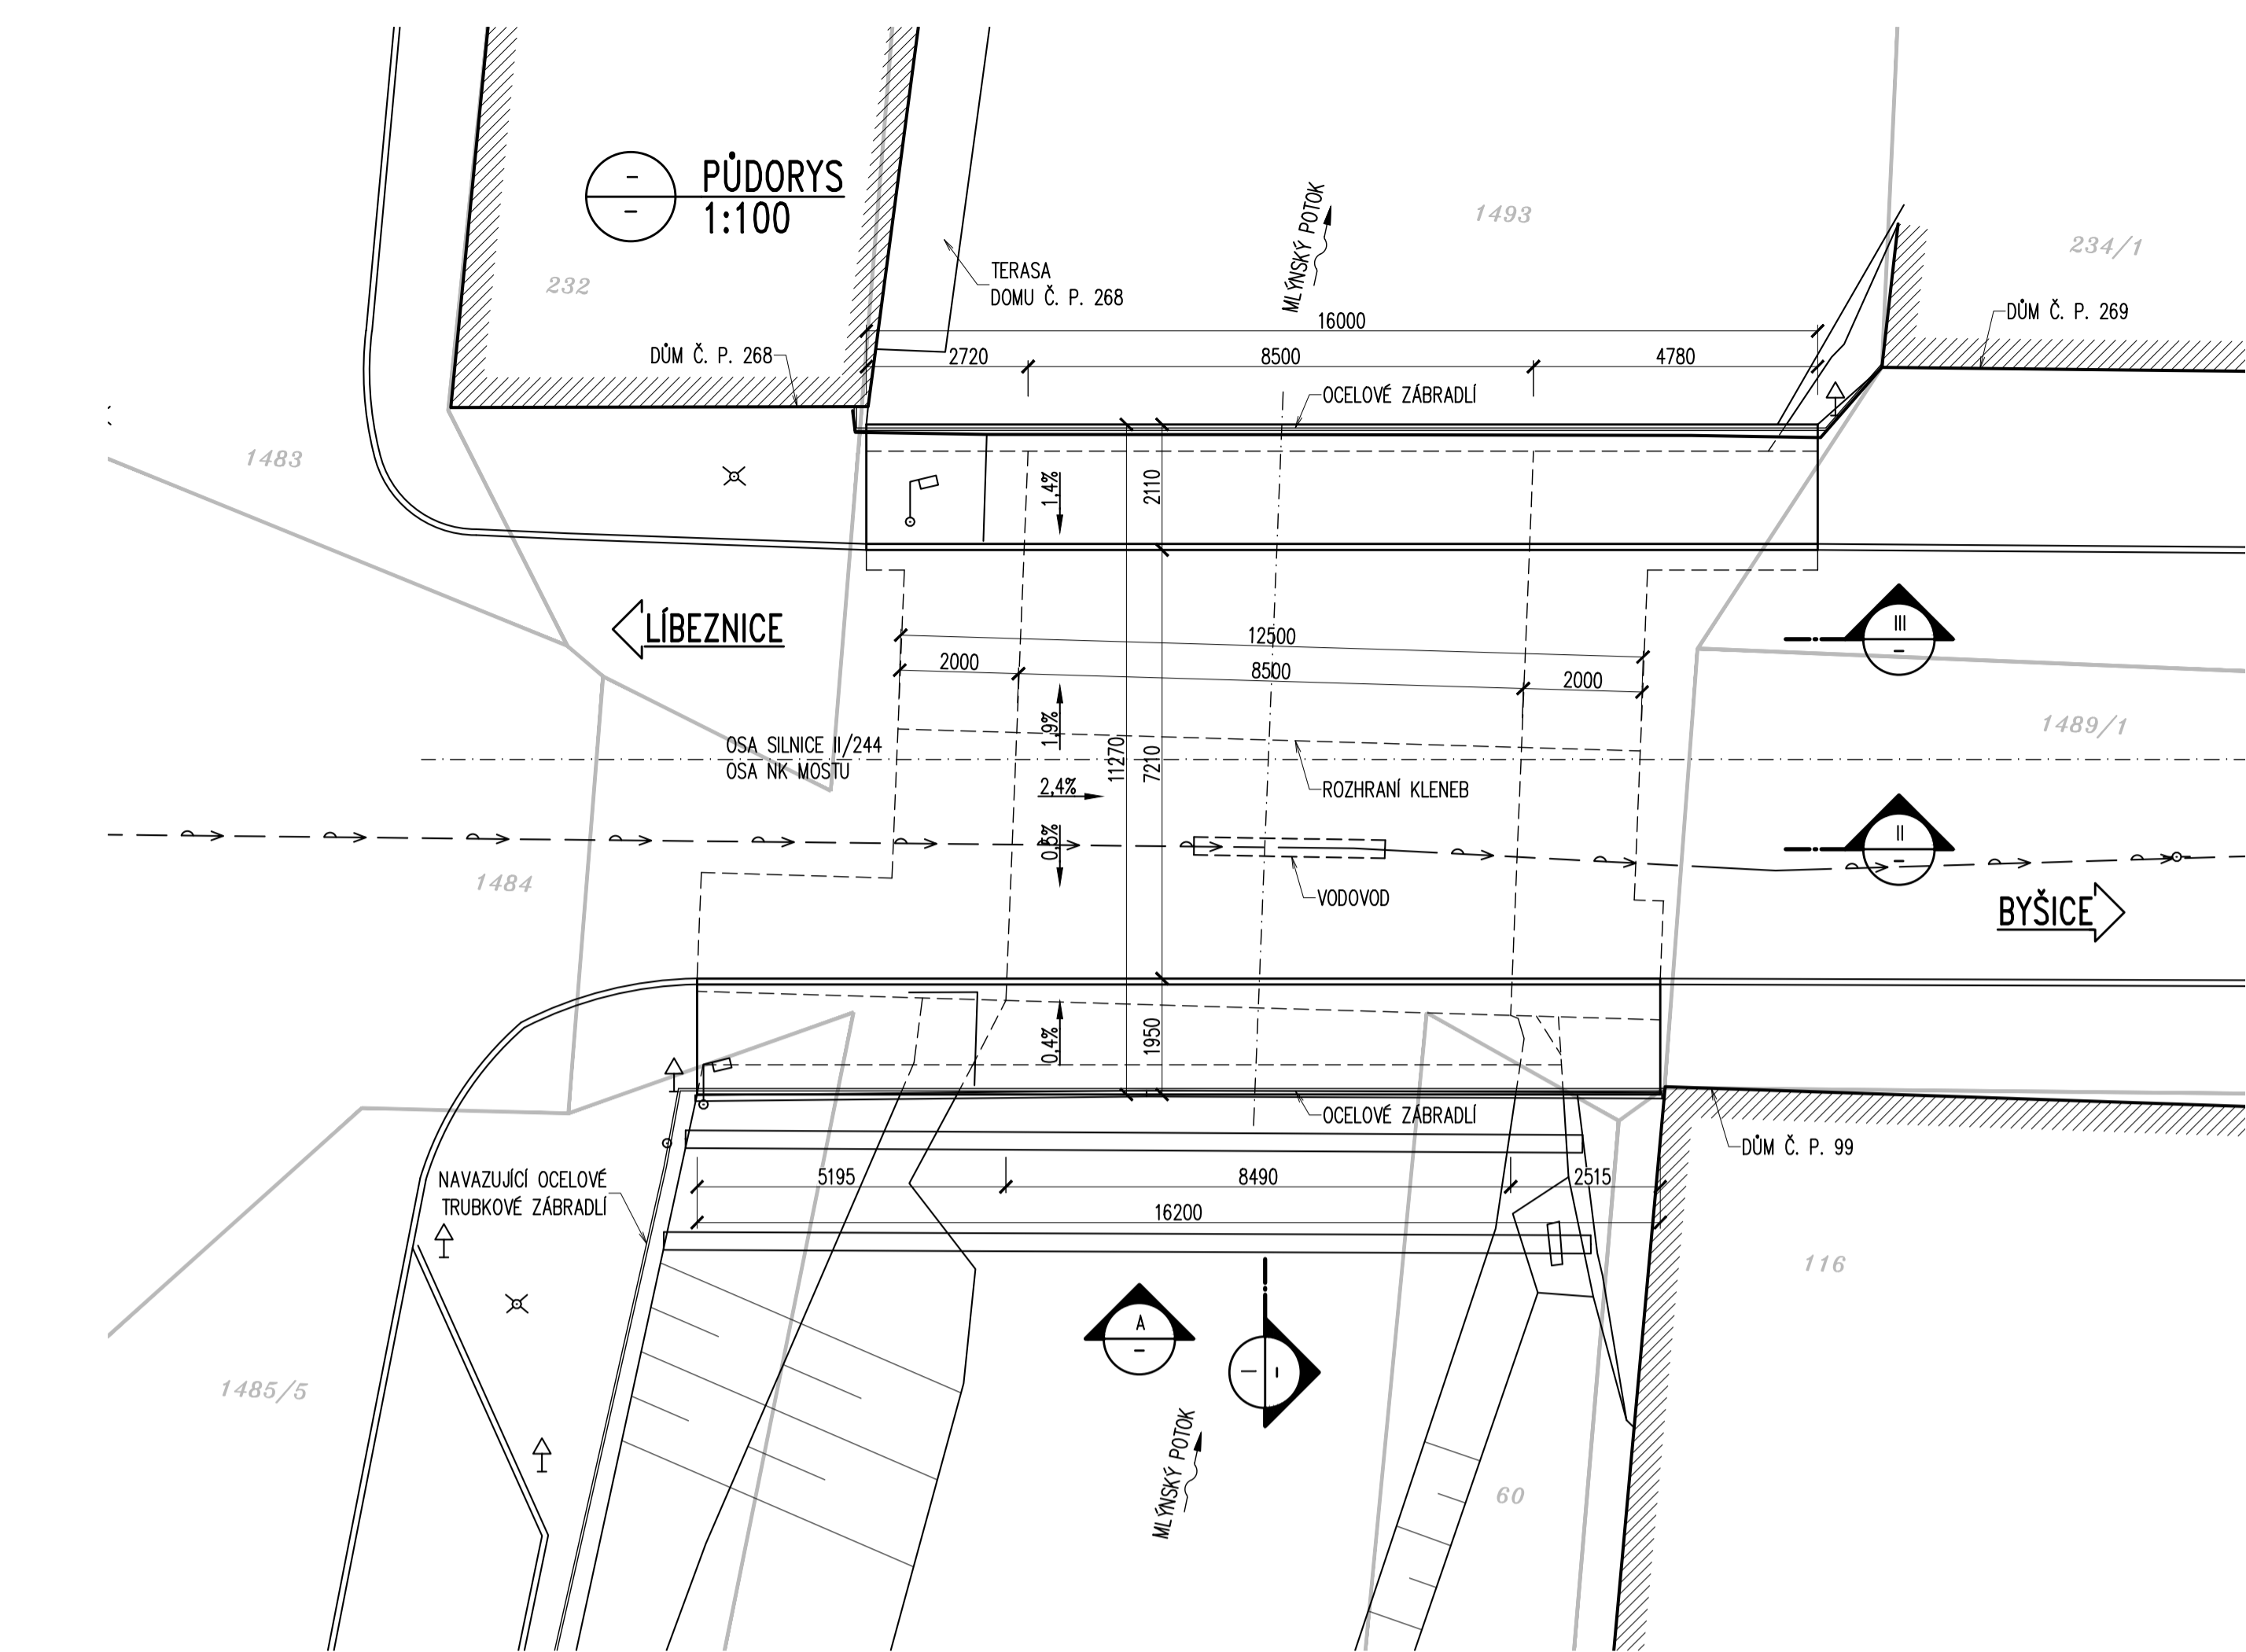 PŮDORYS
1:100
232
1493
234/1
MLÝNSKÝ POTOK
TERASA
DOMU Č. P. 268
DŮM Č. P. 269
16000
DŮM Č. P. 268
2720
8500
4780
OCELOVÉ ZÁBRADLÍ
1483
1,4%
2110
LÍBEZNICE
12500
2000
8500
2000
III
1489/1
1,9%
11270
7210
OSA SILNICE II/244
OSA NK MOSTU
2,4%
ROZHRANÍ KLENEB
II
1484
VODOVOD
BYŠICE
0,4%
1950
OCELOVÉ ZÁBRADLÍ
DŮM Č. P. 99
NAVAZUJÍCÍ OCELOVÉ
TRUBKOVÉ ZÁBRADLÍ
5195
8490
2515
16200
116
A
I
1485/5
MLÝNSKÝ POTOK
60